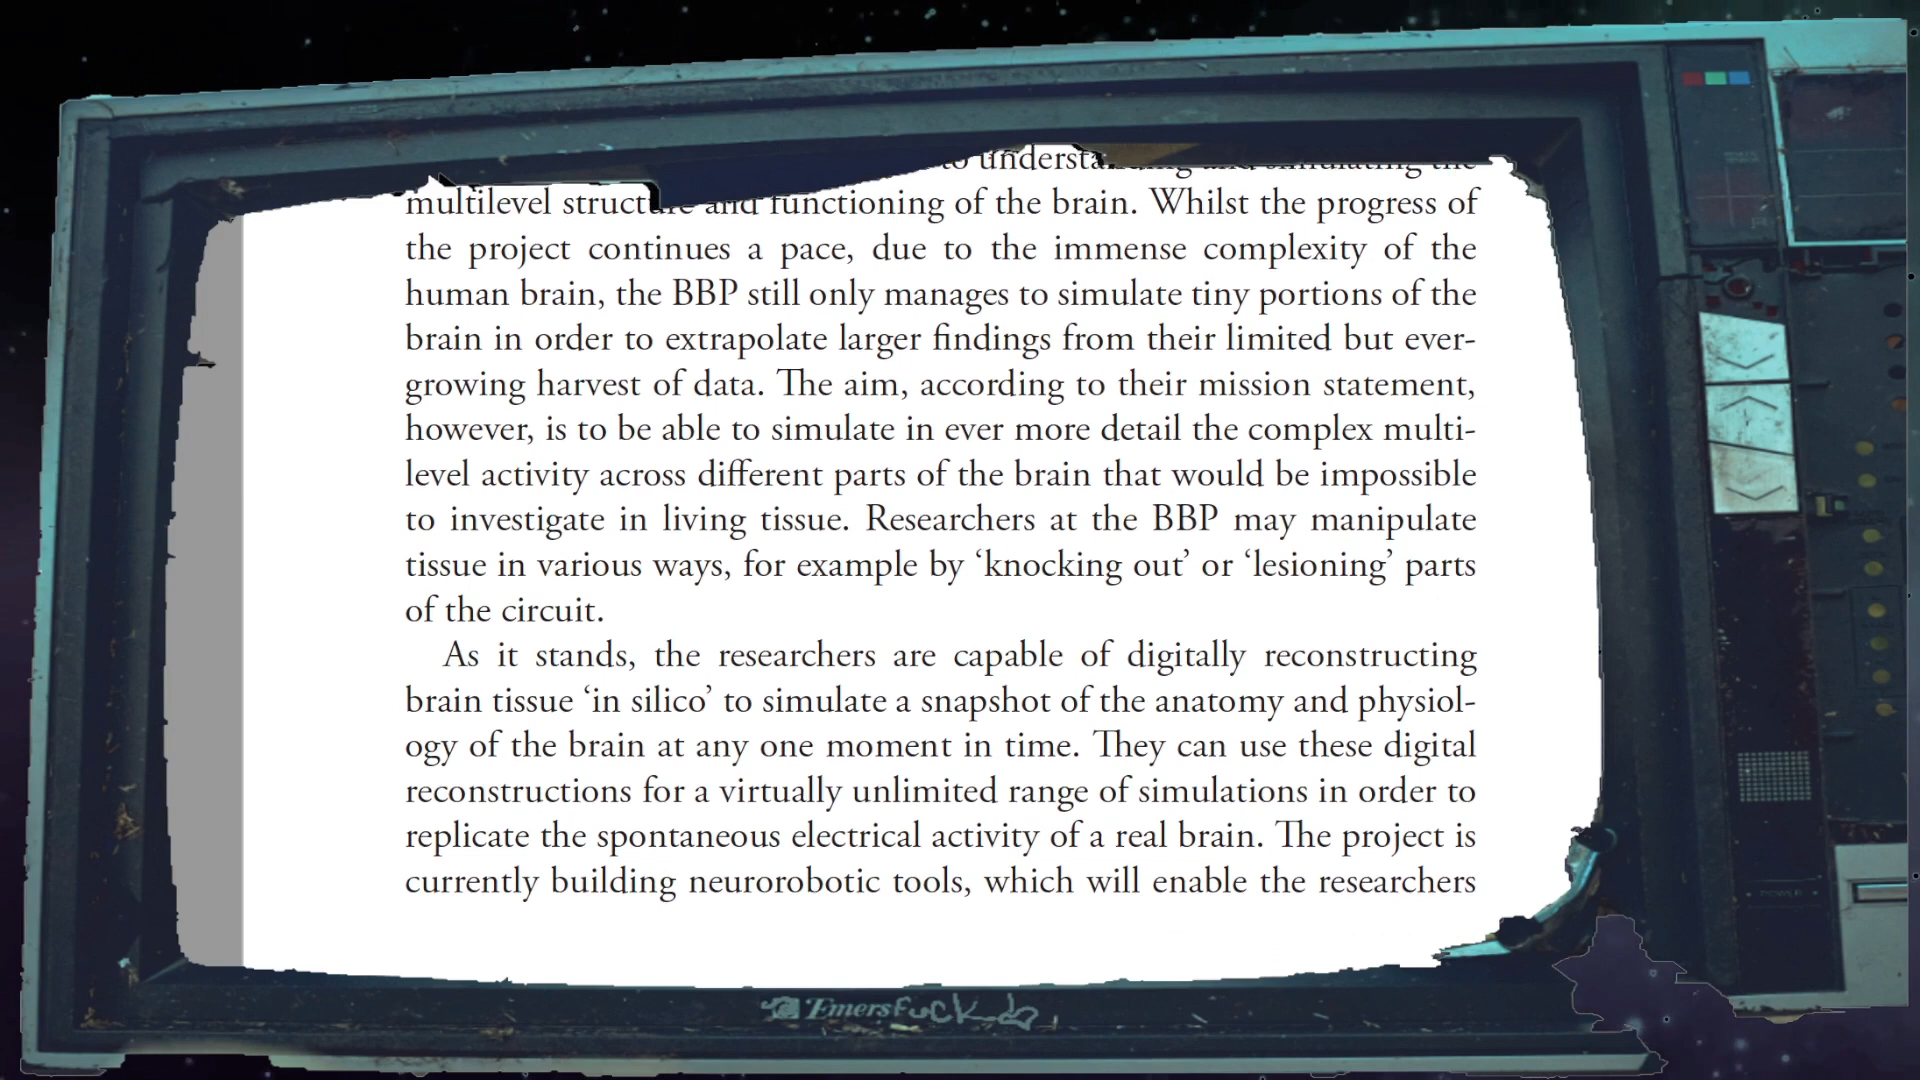 to understanding and simulating the
multilevel structure and functioning of the brain. Whilst the progress of
the project continues a pace, due to the immense complexity of the
human brain, the BBP still only manages to simulate tiny portions of the
brain in order to extrapolate larger findings from their limited but ever-
growing harvest of data. The aim, according to their mission statement,
however, is to be able to simulate in ever more detail the complex multi-
level activity across different parts of the brain that would be impossible
to investigate in living tissue. Researchers at the BBP may manipulate
tissue in various ways, for example by ‘knocking out’ or ‘lesioning’ parts
of the circuit.
As it stands, the researchers are capable of digitally reconstructing
brain tissue ‘in silico’ to simulate a snapshot of the anatomy and physiol-
ogy of the brain at any one moment in time. They can use these digital
reconstructions for a virtually unlimited range of simulations in order to
replicate the spontaneous electrical activity of a real brain. The project is
currently building neurorobotic tools, which will enable the researchers
Emersfuck
POWER